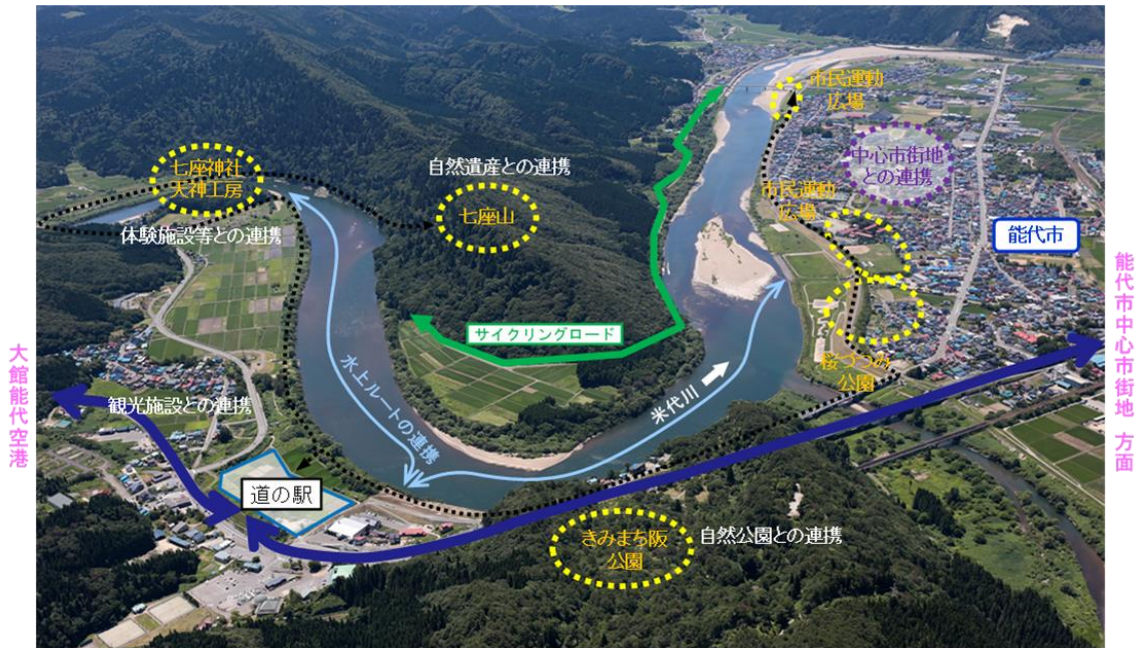 市民運動
広場
七座神社
天神工房
自然遺産との連携
七座山
中心市街地
との連携
市民運動
広場
体験施設等との連携
能代市
サイクリングロード
能代市中心市街地 方面
大館能代空港
観光施設との連携
水上ルートの連携
米代川
桜づつみ
公園
道の駅
きみまち阪
公園
自然公園との連携